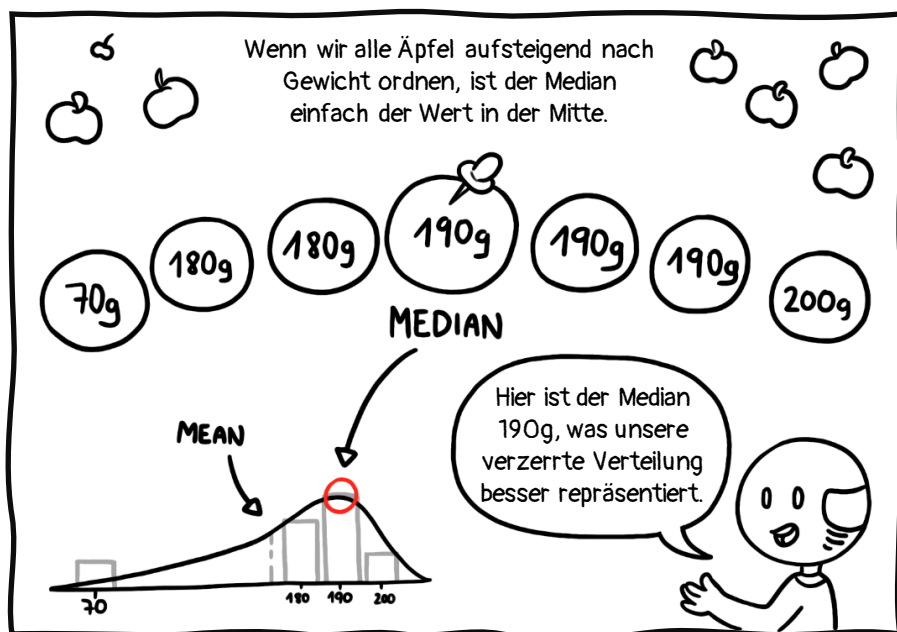 Wenn wir alle Äpfel aufsteigend nach
Gewicht ordnen, ist der Median
einfach der Wert in der Mitte.
70g
180g
180g
190g
190g
190g
200g
MEDIAN
MEAN
Hier ist der Median
190g, was unsere
verzerrte Verteilung
besser repräsentiert.
70
180
190
200